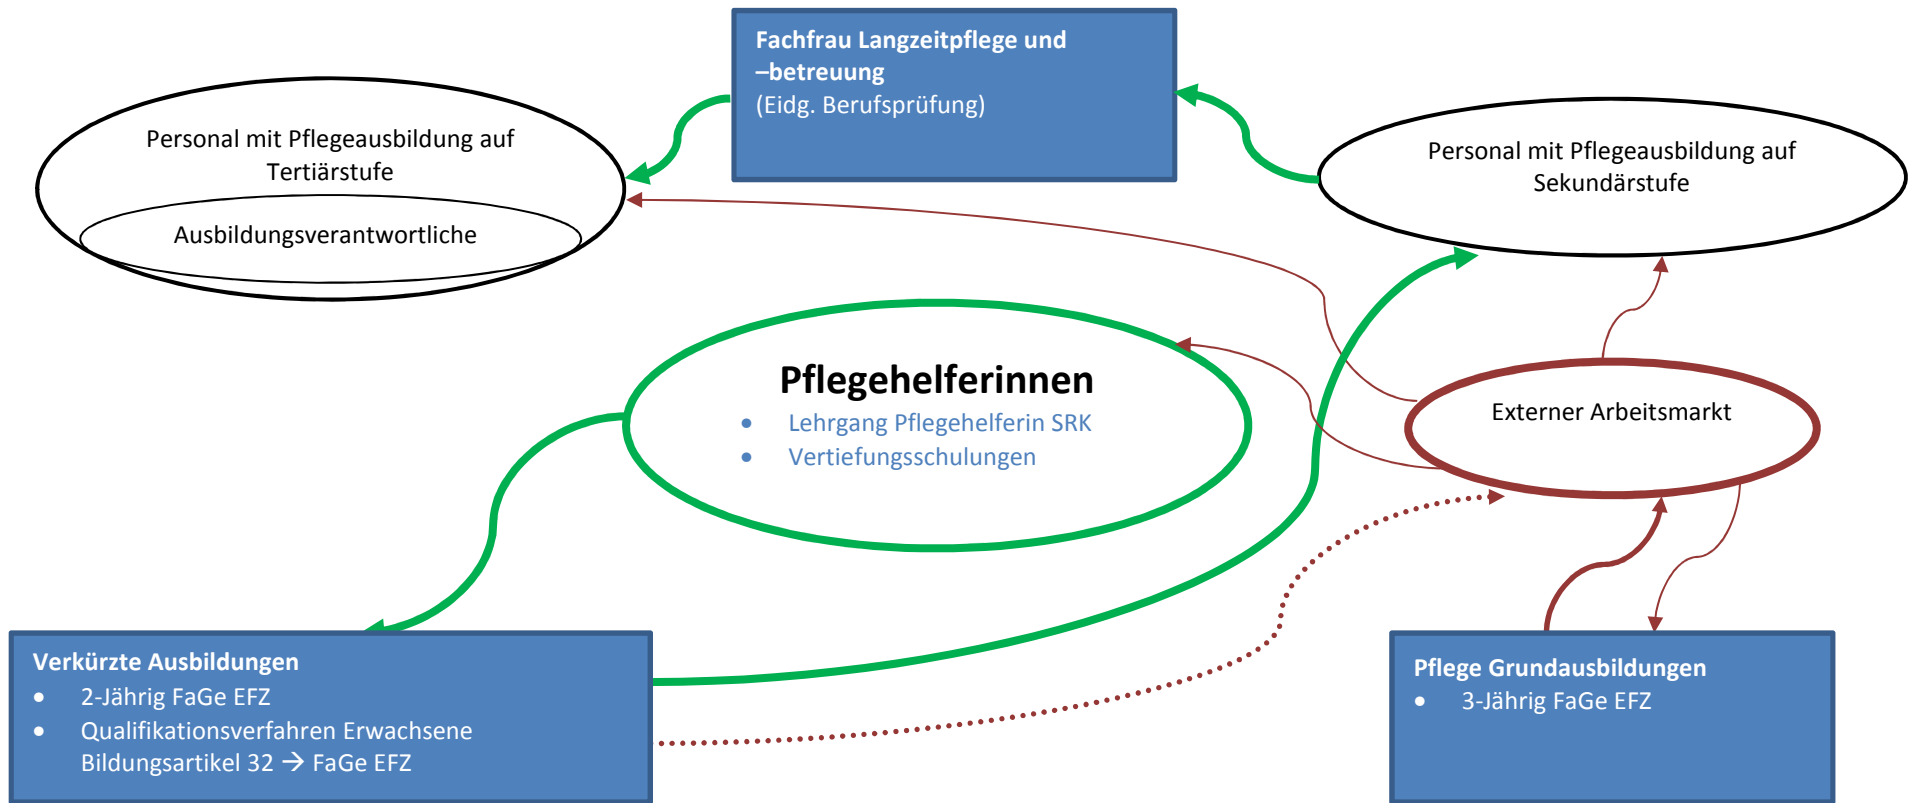 Fachfrau Langzeitpflege und
–betreuung
(Eidg. Berufsprüfung)
Personal mit Pflegeausbildung auf
Tertiärstufe
Ausbildungsverantwortliche
Personal mit Pflegeausbildung auf
Sekundärstufe
Pflegehelferinnen
• Lehrgang Pflegehelferin SRK
• Vertiefungsschulungen
Externer Arbeitsmarkt
Verkürzte Ausbildungen
• 2-Jährig FaGe EFZ
• Qualifikationsverfahren Erwachsene
Bildungsartikel 32 → FaGe EFZ
Pflege Grundausbildungen
• 3-Jährig FaGe EFZ